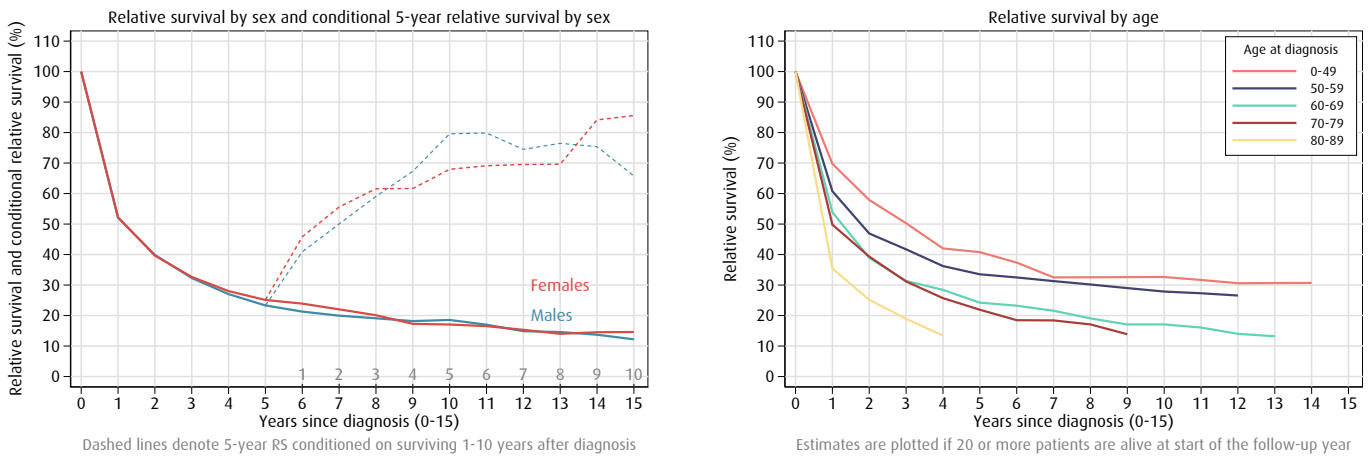 Relative survival by sex and conditional 5-year relative survival by sex
Relative survival and conditional relative survival (%)
110
100
90
80
70
60
50
40
30
20
10
0
Females
Males
1 2 3 4 5 6 7 8 9 10
0 1 2 3 4 5 6 7 8 9 10 11 12 13 14 15
Years since diagnosis (0-15)
Dashed lines denote 5-year RS conditioned on surviving 1-10 years after diagnosis
Relative survival by age
Relative survival (%)
110
100
90
80
70
60
50
40
30
20
10
0
Age at diagnosis
0-49
50-59
60-69
70-79
80-89
0 1 2 3 4 5 6 7 8 9 10 11 12 13 14 15
Years since diagnosis (0-15)
Estimates are plotted if 20 or more patients are alive at start of the follow-up year